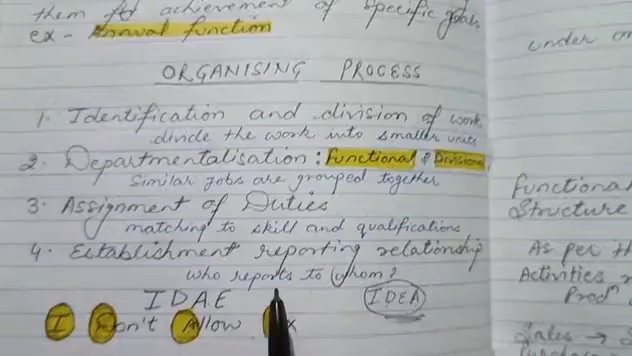 them for achievement of specific goals
ex - Annual function
ORGANISING PROCESS
1. Identification and division of work
divide the work into smaller units
2. Departmentalisation : Functional & Divisional
Similar jobs are grouped together
3. Assignment of Duties
matching to skill and qualifications
4. Establishment reporting relationship
who reports to whom?
IDAE
IDEA
I Don't Allow
under
Functional
Structure
As per th
Activities
Prodⁿ
Sales →